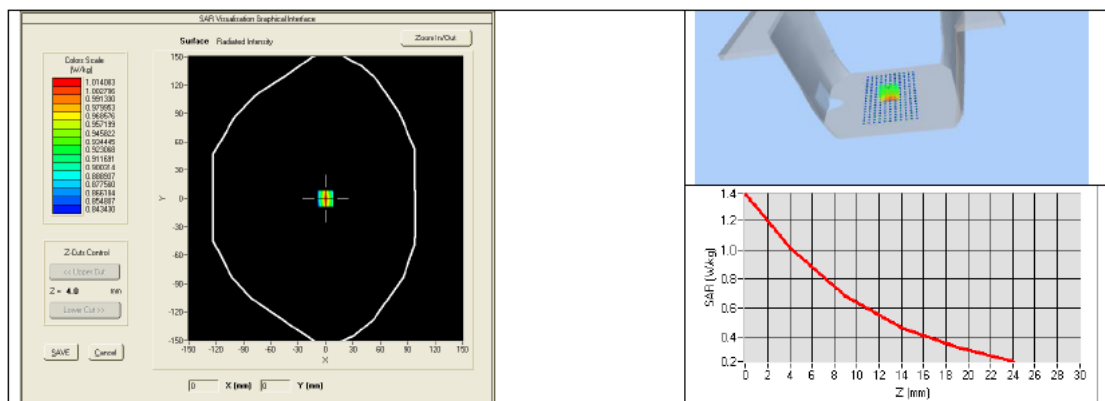 SAR Visualisation Graphical Interface
Surface Radiated Intensity
Zoom In/Out
Colors Scale
(W/kg)
1.014083
1.002716
0.991350
0.979953
0.968576
0.957199
0.945822
0.934445
0.923068
0.911691
0.900314
0.888937
0.877560
0.866184
0.854807
0.843430
Z-Cuts Control
<< Upper Cut
Z = 4.0 mm
Lower Cut >>
SAVE Cancel
150
120
90
60
30
0
-30
-60
-90
-120
-150
Y
-150 -120 -90 -60 -30 0 30 60 90 120 150
X
0 X (mm) 0 Y (mm)
1.4
1.2
1.0
0.8
0.6
0.4
0.2
SAR (W/kg)
0 2 4 6 8 10 12 14 16 18 20 22 24 26 28 30
Z (mm)